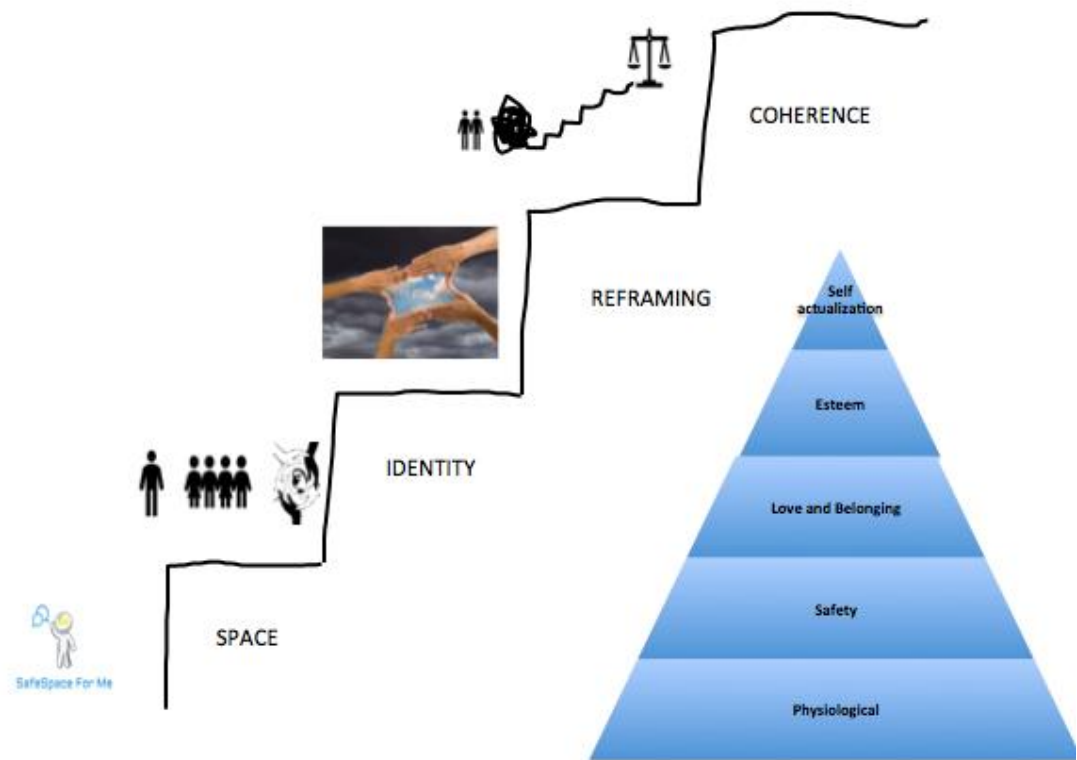 COHERENCE
REFRAMING
IDENTITY
SPACE
SafeSpace For Me
Self
actualization
Esteem
Love and Belonging
Safety
Physiological